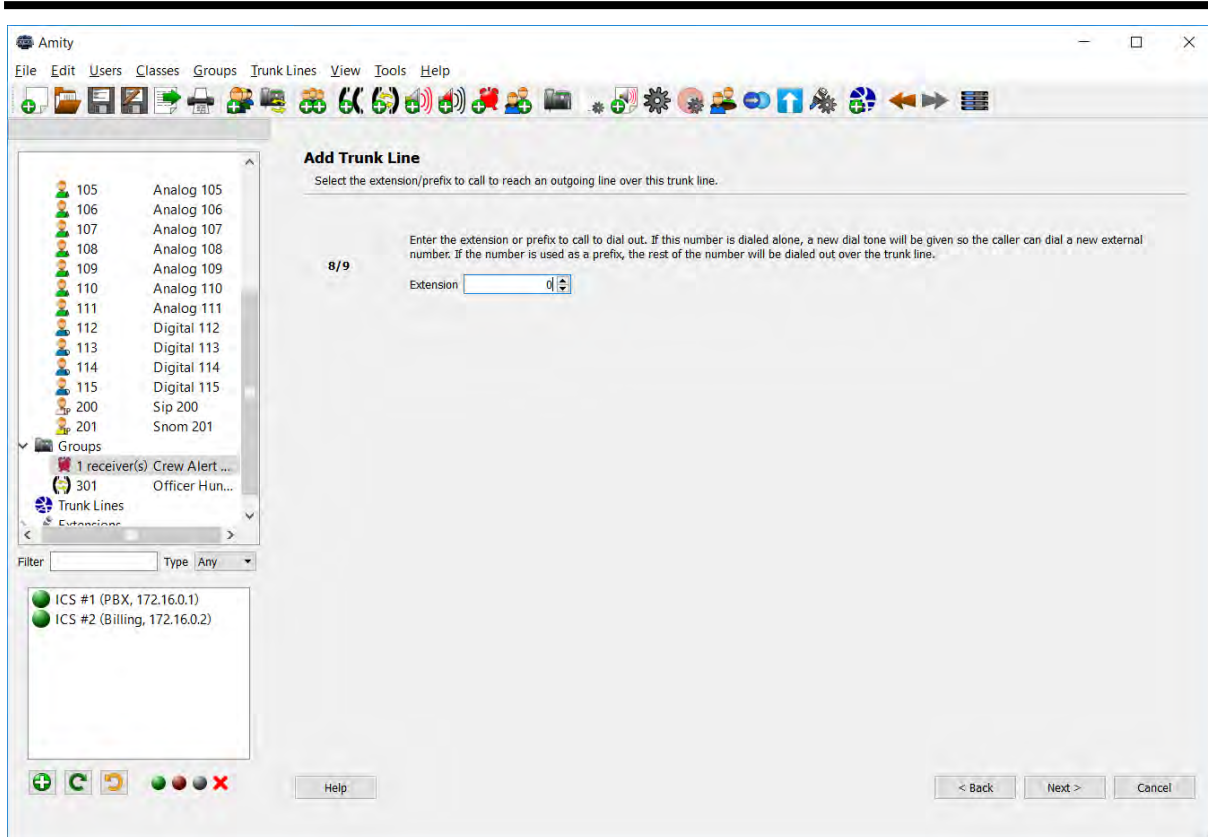 Amity
File Edit Users Classes Groups Trunk Lines View Tools Help
105 Analog 105
106 Analog 106
107 Analog 107
108 Analog 108
109 Analog 109
110 Analog 110
111 Analog 111
112 Digital 112
113 Digital 113
114 Digital 114
115 Digital 115
200 Sip 200
201 Snom 201
Groups
1 receiver(s) Crew Alert ...
301 Officer Hun...
Trunk Lines
Extensions
Filter Type Any
ICS #1 (PBX, 172.16.0.1)
ICS #2 (Billing, 172.16.0.2)
Add Trunk Line
Select the extension/prefix to call to reach an outgoing line over this trunk line.
8/9
Enter the extension or prefix to call to dial out. If this number is dialed alone, a new dial tone will be given so the caller can dial a new external
number. If the number is used as a prefix, the rest of the number will be dialed out over the trunk line.
Extension 0
Help < Back Next > Cancel